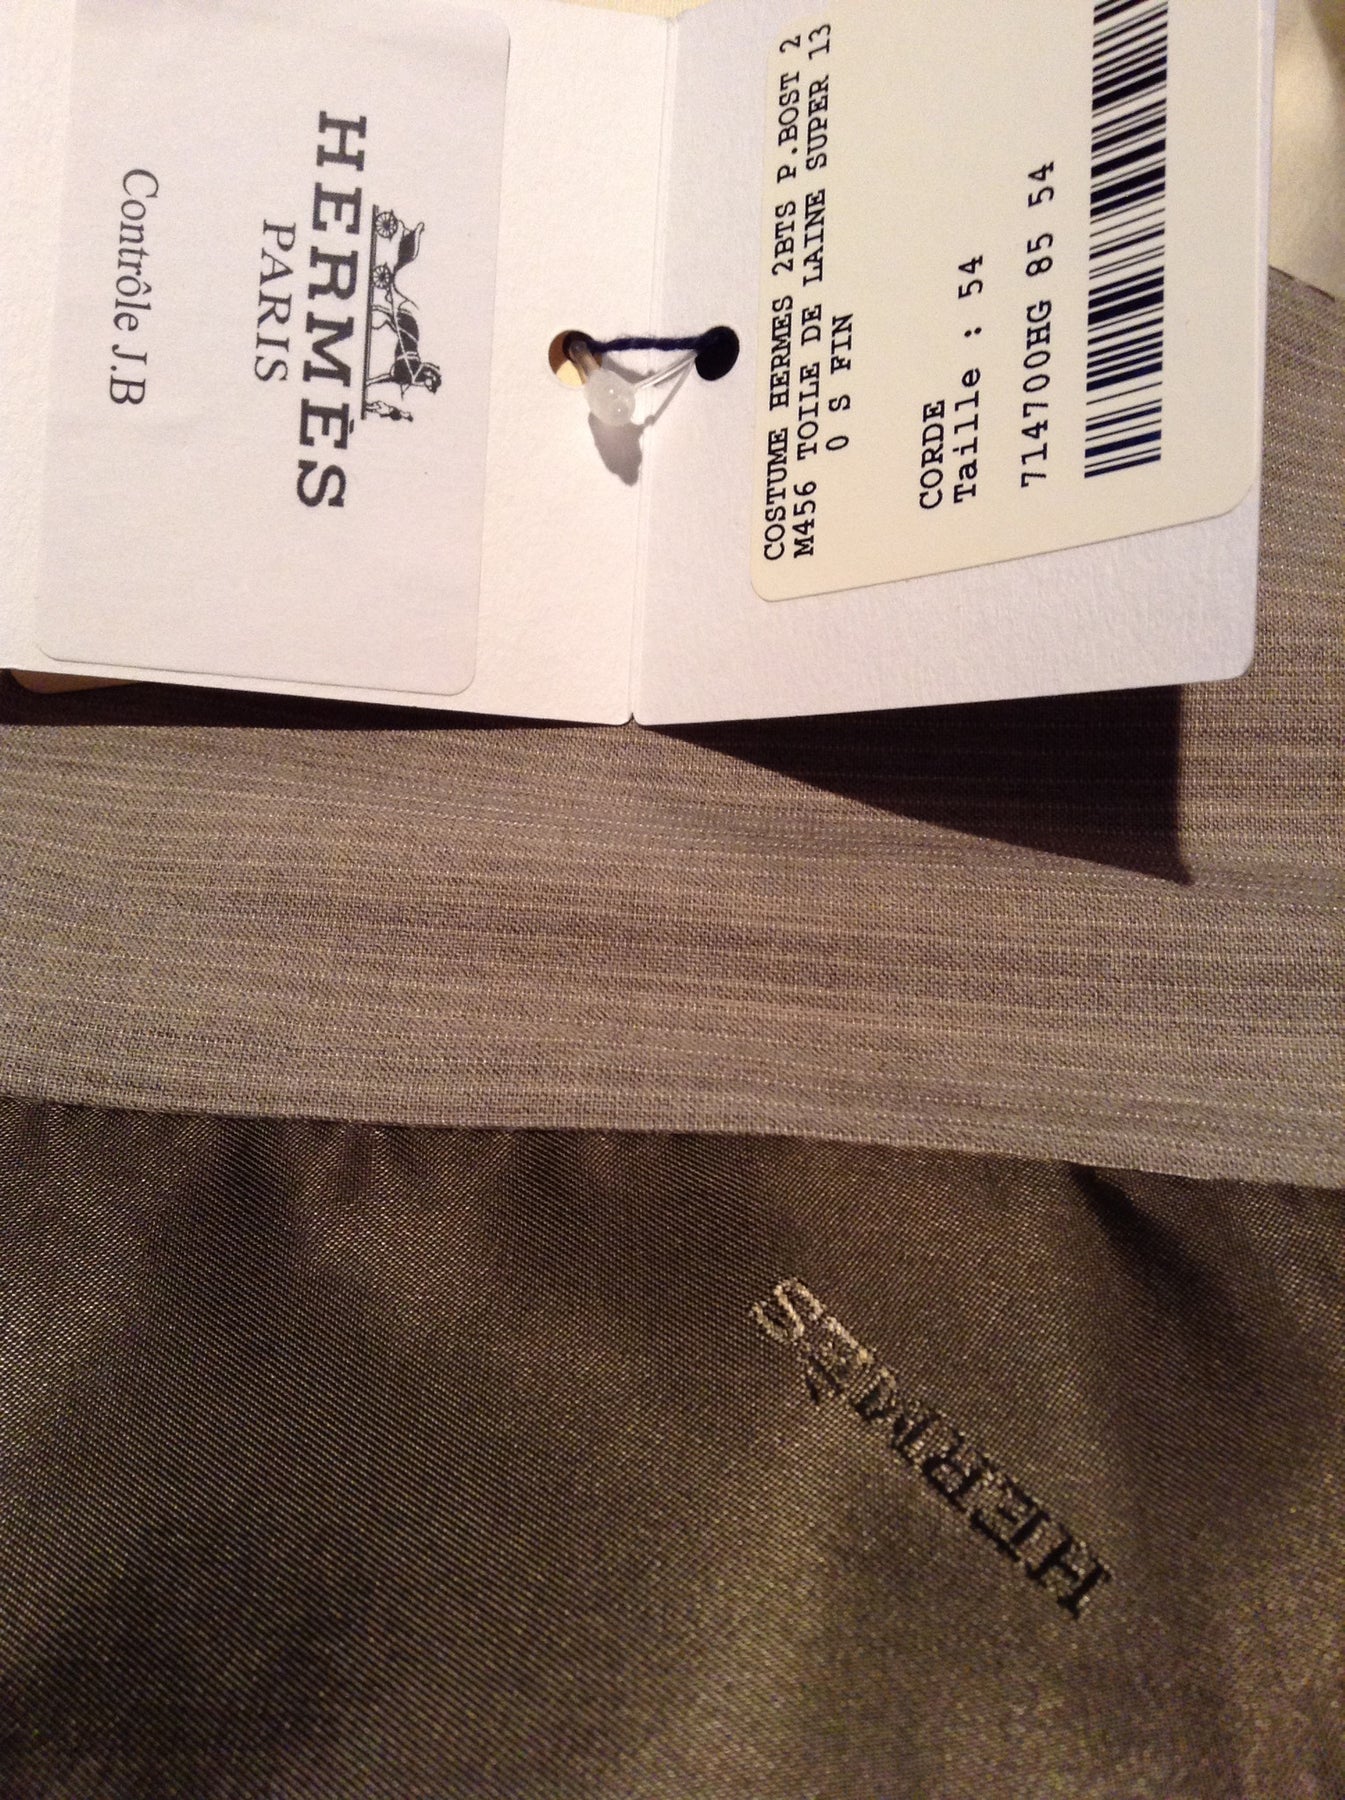 HERMÈS
PARIS
Contrôle J.B
COSTUME HERMES 2BTS P.BOST 2
M456 TOILE DE LAINE SUPER 13
0 S FIN
CORDE
Taille : 54
714700HG 85 54
HERMÈS